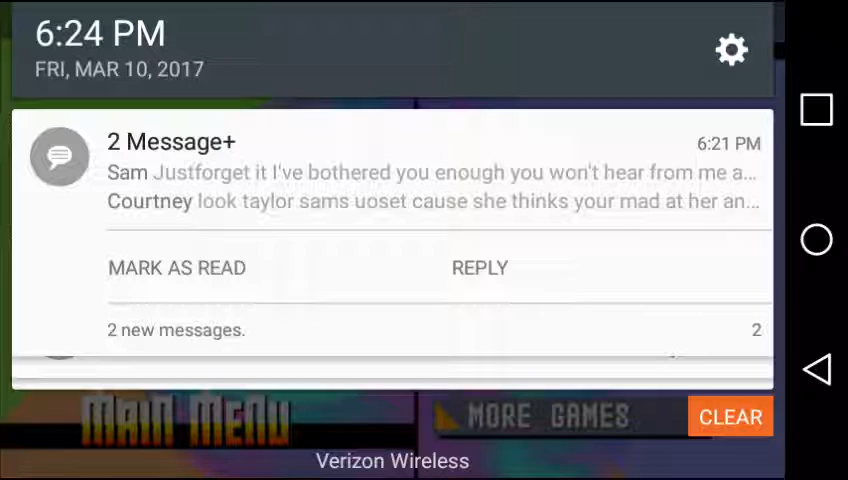 6:24 PM
FRI, MAR 10, 2017
2 Message+
6:21 PM
Sam Justforget it I've bothered you enough you won't hear from me a...
Courtney look taylor sams uoset cause she thinks your mad at her an...
MARK AS READ
REPLY
2 new messages.
2
MAIN MENU
MORE GAMES
CLEAR
Verizon Wireless